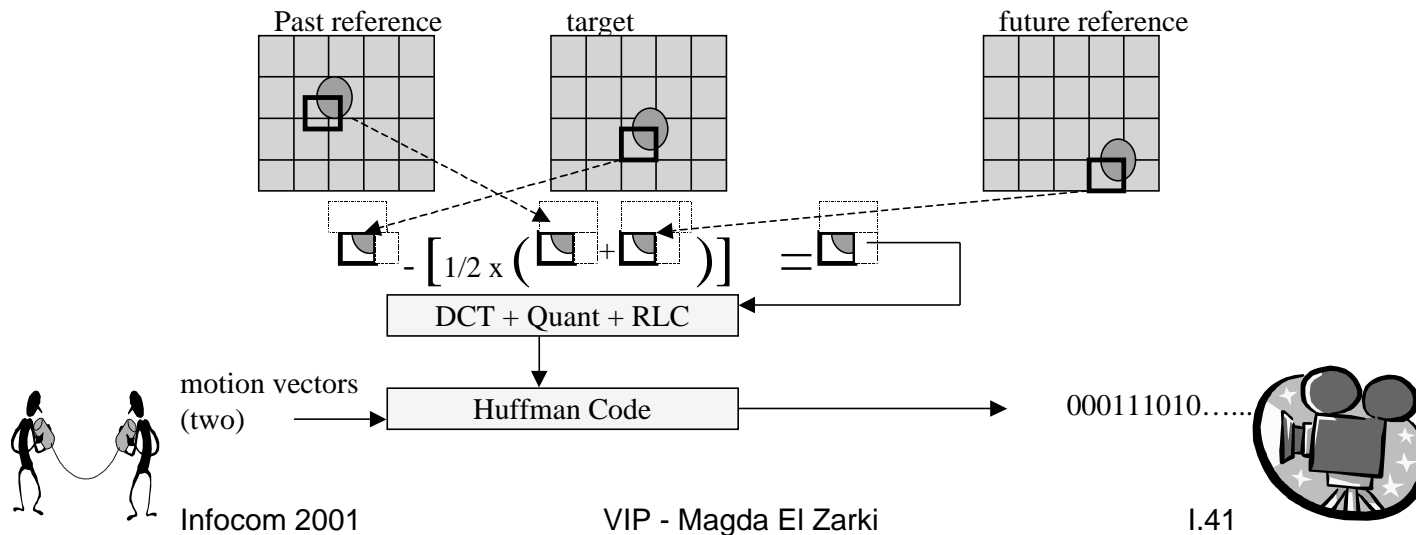 Past reference target future reference
- [ 1/2 x ( + ) ] =
DCT + Quant + RLC
motion vectors
(two)
Huffman Code
000111010…...
Infocom 2001 VIP - Magda El Zarki I.41